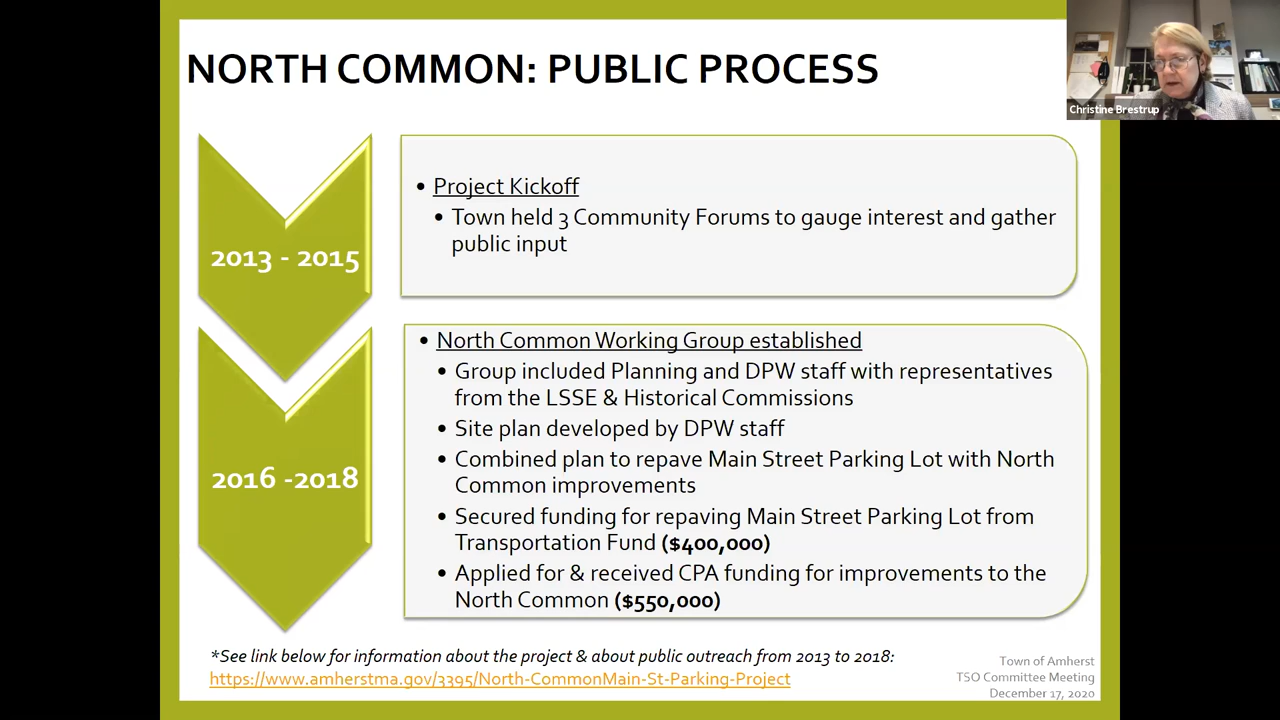 NORTH COMMON: PUBLIC PROCESS
Christine Brestrup
2013 - 2015
• Project Kickoff
• Town held 3 Community Forums to gauge interest and gather
public input
2016 -2018
• North Common Working Group established
• Group included Planning and DPW staff with representatives
from the LSSE & Historical Commissions
• Site plan developed by DPW staff
• Combined plan to repave Main Street Parking Lot with North
Common improvements
• Secured funding for repaving Main Street Parking Lot from
Transportation Fund ($400,000)
• Applied for & received CPA funding for improvements to the
North Common ($550,000)
*See link below for information about the project & about public outreach from 2013 to 2018:
https://www.amherstma.gov/3395/North-CommonMain-St-Parking-Project
Town of Amherst
TSO Committee Meeting
December 17, 2020